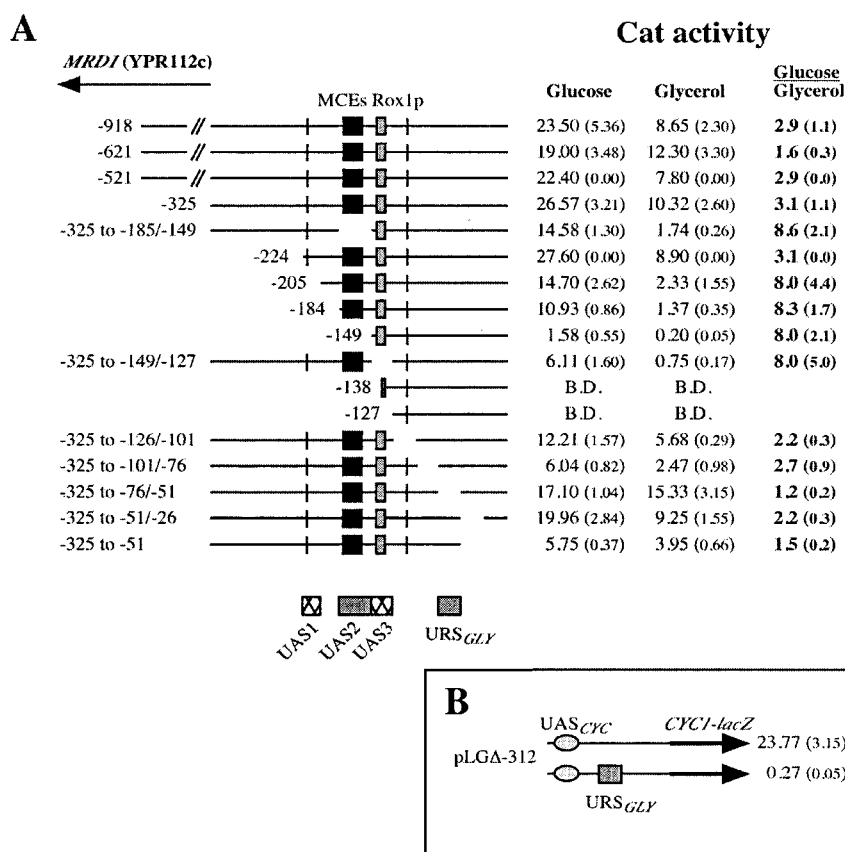 A
Cat activity
MRD1 (YPR112c)
MCEs Rox1p
Glucose Glycerol Glucose
Glycerol
-918 23.50 (5.36) 8.65 (2.30) 2.9 (1.1)
-621 19.00 (3.48) 12.30 (3.30) 1.6 (0.3)
-521 22.40 (0.00) 7.80 (0.00) 2.9 (0.0)
-325 26.57 (3.21) 10.32 (2.60) 3.1 (1.1)
-325 to -185/-149 14.58 (1.30) 1.74 (0.26) 8.6 (2.1)
-224 27.60 (0.00) 8.90 (0.00) 3.1 (0.0)
-205 14.70 (2.62) 2.33 (1.55) 8.0 (4.4)
-184 10.93 (0.86) 1.37 (0.35) 8.3 (1.7)
-149 1.58 (0.55) 0.20 (0.05) 8.0 (2.1)
-325 to -149/-127 6.11 (1.60) 0.75 (0.17) 8.0 (5.0)
-138 B.D. B.D.
-127 B.D. B.D.
-325 to -126/-101 12.21 (1.57) 5.68 (0.29) 2.2 (0.3)
-325 to -101/-76 6.04 (0.82) 2.47 (0.98) 2.7 (0.9)
-325 to -76/-51 17.10 (1.04) 15.33 (3.15) 1.2 (0.2)
-325 to -51/-26 19.96 (2.84) 9.25 (1.55) 2.2 (0.3)
-325 to -51 5.75 (0.37) 3.95 (0.66) 1.5 (0.2)
UAS1 UAS2 UAS3 URSGLY
B
UASCYC CYC1-lacZ
pLGΔ-312 23.77 (3.15)
0.27 (0.05)
URSGLY